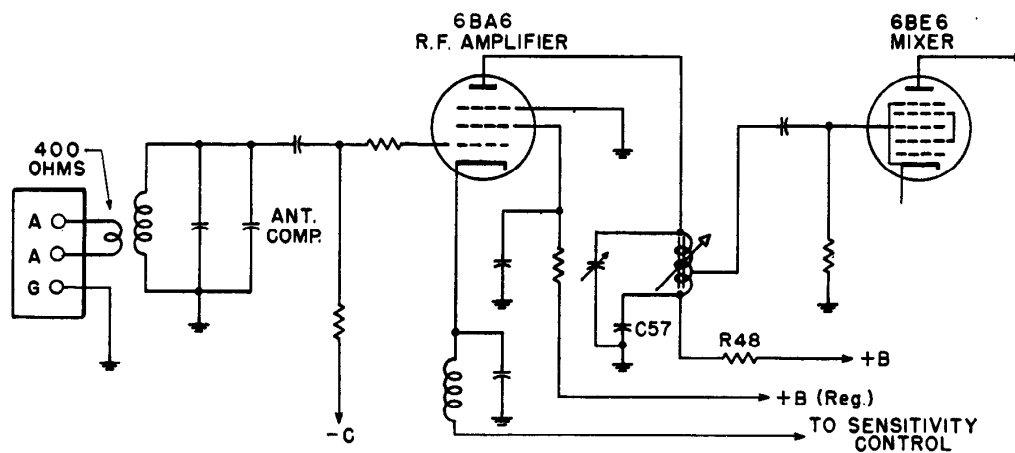 6BA6
R.F. AMPLIFIER
6BE6
MIXER
400
OHMS
A
A
G
ANT.
COMP.
C57
R48
+B
+B (Reg.)
-C
TO SENSITIVITY
CONTROL